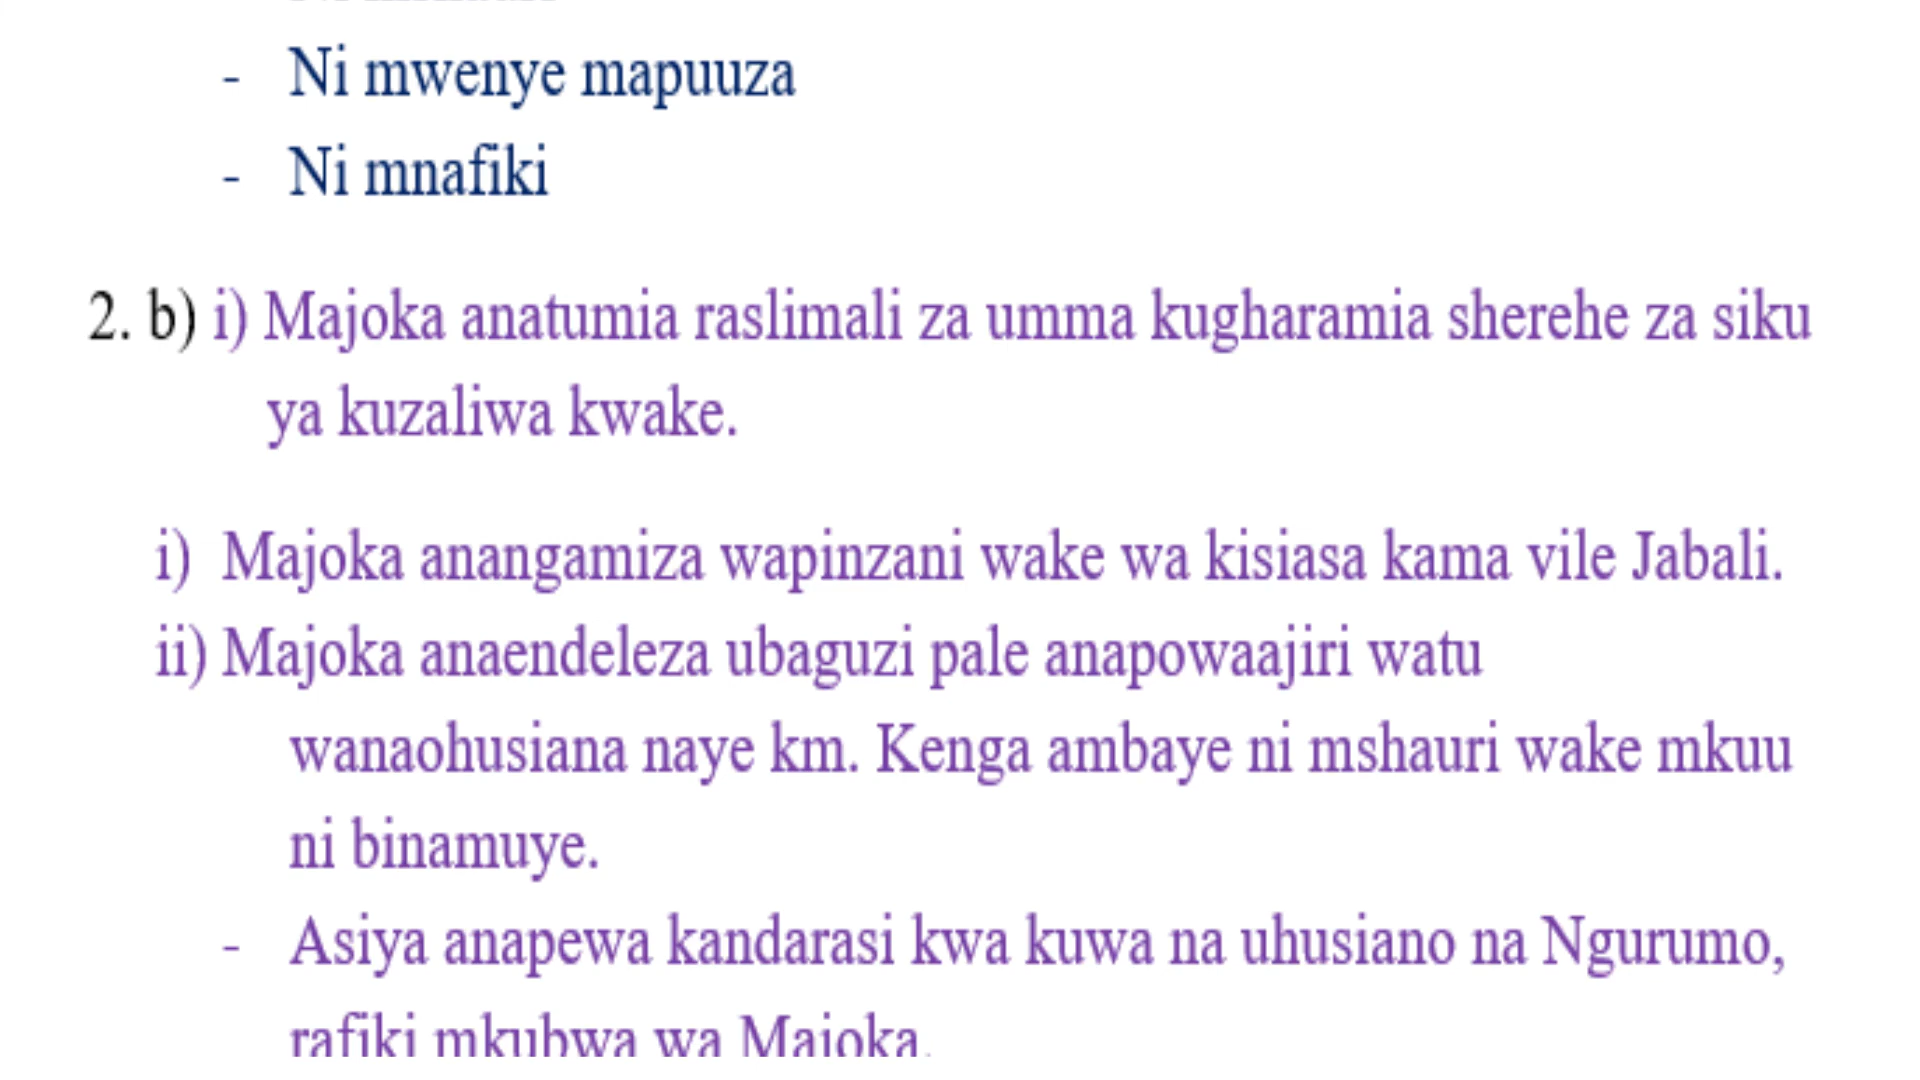 - Ni mwenye mapuuza
- Ni mnafiki
2. b) i) Majoka anatumia raslimali za umma kugharamia sherehe za siku
ya kuzaliwa kwake.
i) Majoka anangamiza wapinzani wake wa kisiasa kama vile Jabali.
ii) Majoka anaendeleza ubaguzi pale anapowaajiri watu
wanaohusiana naye km. Kenga ambaye ni mshauri wake mkuu
ni binamuye.
- Asiya anapewa kandarasi kwa kuwa na uhusiano na Ngurumo,
rafiki mkubwa wa Majoka.